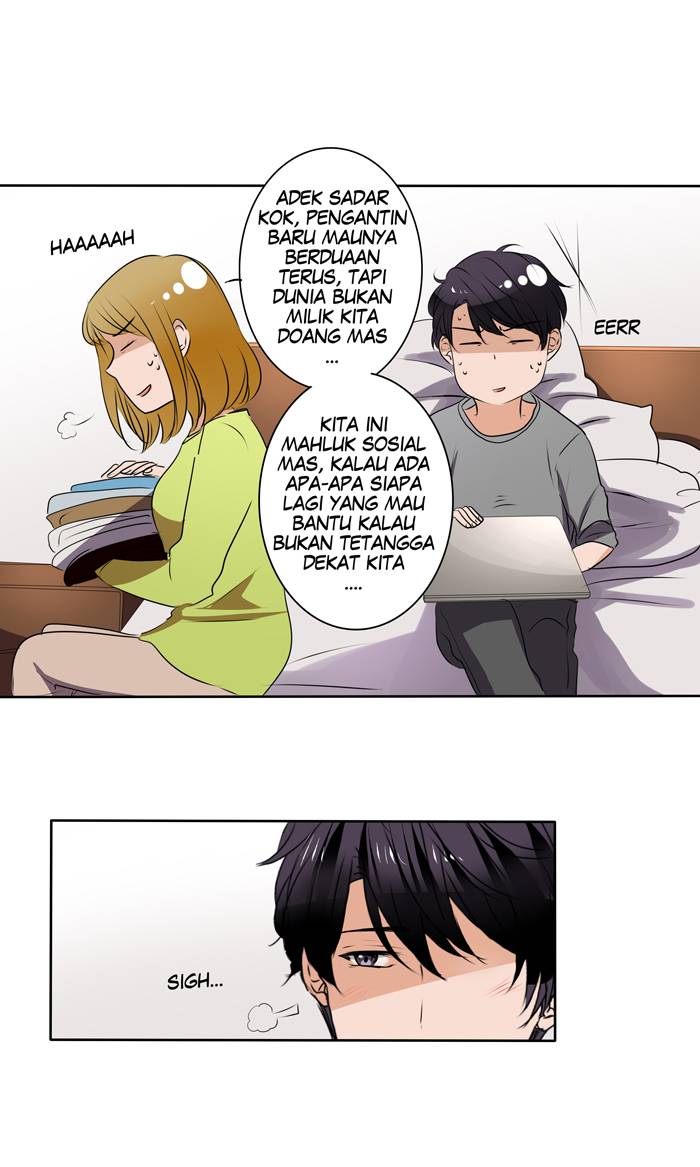 HAAAAAH
ADEK SADAR
KOK, PENGANTIN
BARU MAUNYA
BERDUAAN
TERUS, TAPI
DUNIA BUKAN
MILIK KITA
DOANG MAS
...
EERR
KITA INI
MAHLUK SOSIAL
MAS, KALAU ADA
APA-APA SIAPA
LAGI YANG MAU
BANTU KALAU
BUKAN TETANGGA
DEKAT KITA
....
SIGH...